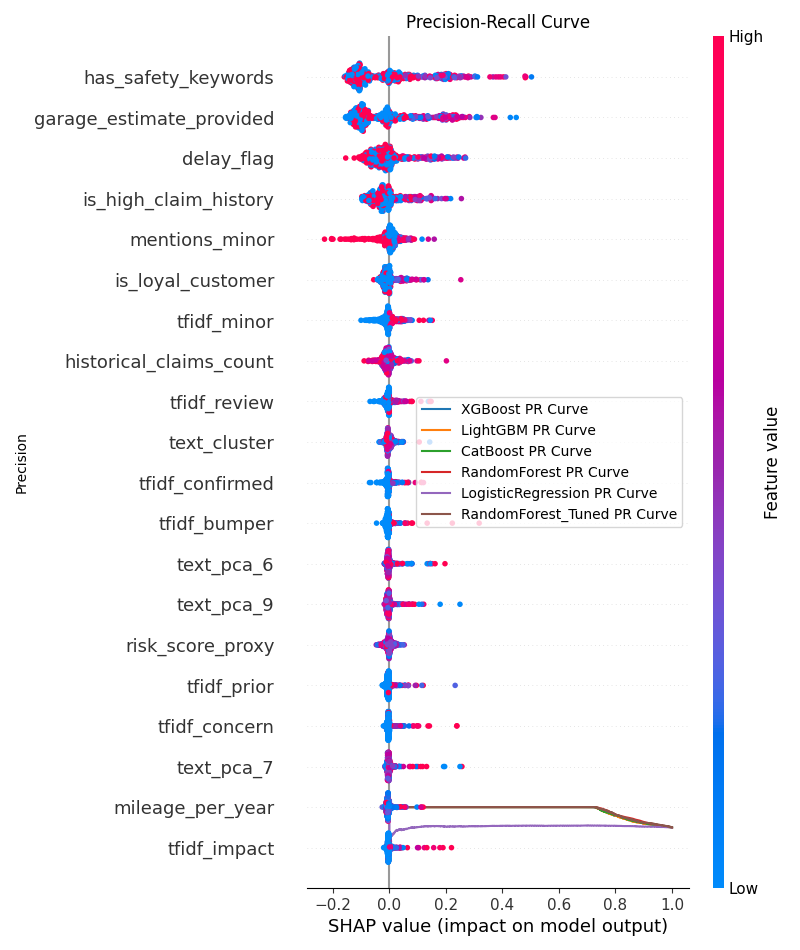 Precision-Recall Curve
High
has_safety_keywords
garage_estimate_provided
delay_flag
is_high_claim_history
mentions_minor
is_loyal_customer
tfidf_minor
historical_claims_count
tfidf_review
text_cluster
tfidf_confirmed
tfidf_bumper
text_pca_6
text_pca_9
risk_score_proxy
tfidf_prior
tfidf_concern
text_pca_7
mileage_per_year
tfidf_impact
Precision
XGBoost PR Curve
LightGBM PR Curve
CatBoost PR Curve
RandomForest PR Curve
LogisticRegression PR Curve
RandomForest_Tuned PR Curve
Feature value
Low
−0.2 0.0 0.2 0.4 0.6 0.8 1.0
SHAP value (impact on model output)